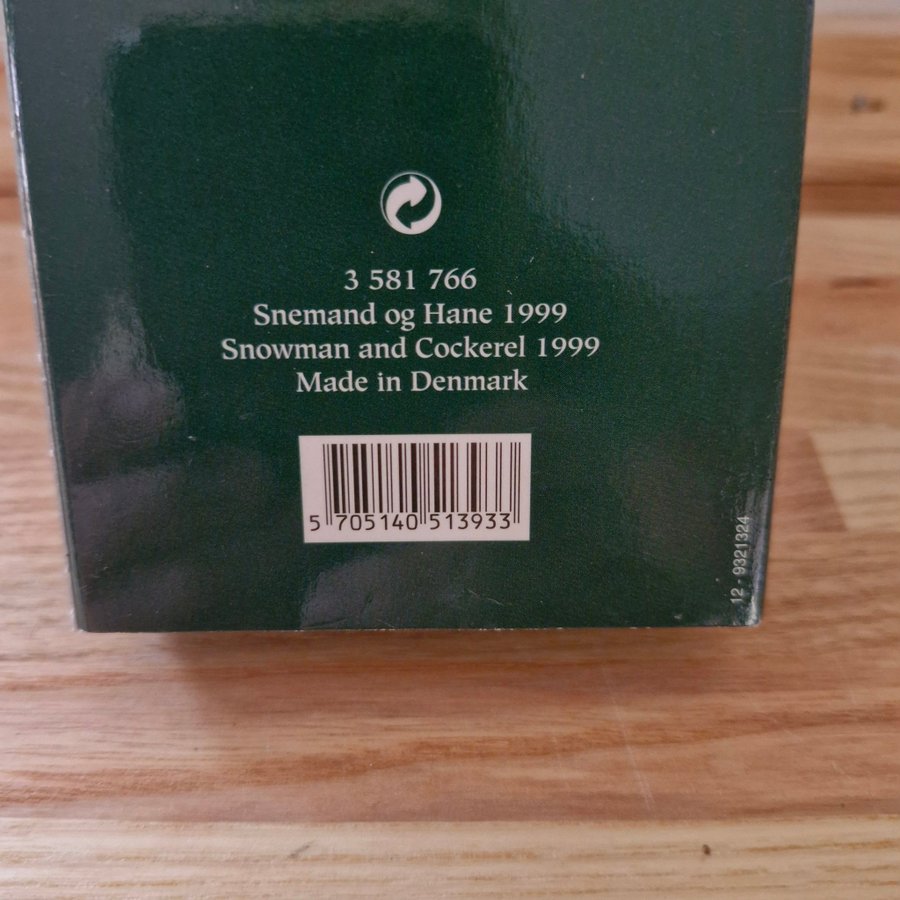 3 581 766
Snemand og Hane 1999
Snowman and Cockerel 1999
Made in Denmark
5 705140 513933
12 - 9321324